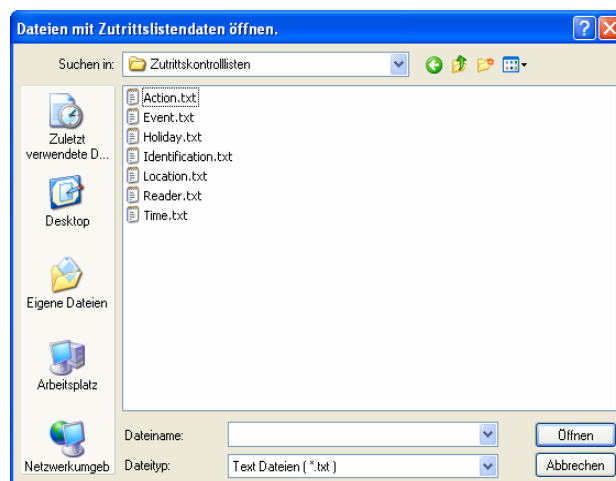 Dateien mit Zutrittslistendaten öffnen.
Suchen in:
Zutrittskontrolllisten
Zuletzt
verwendete D...
Desktop
Eigene Dateien
Arbeitsplatz
Netzwerkumgeb
Action.txt
Event.txt
Holiday.txt
Identification.txt
Location.txt
Reader.txt
Time.txt
Dateiname:
Öffnen
Dateityp:
Text Dateien ( *.txt )
Abbrechen